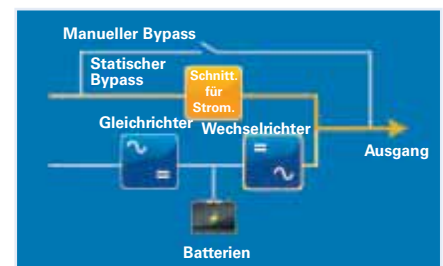 Manueller Bypass
Statischer
Bypass
Schnitt.
für
Strom.
Gleichrichter
Wechselrichter
Ausgang
Batterien